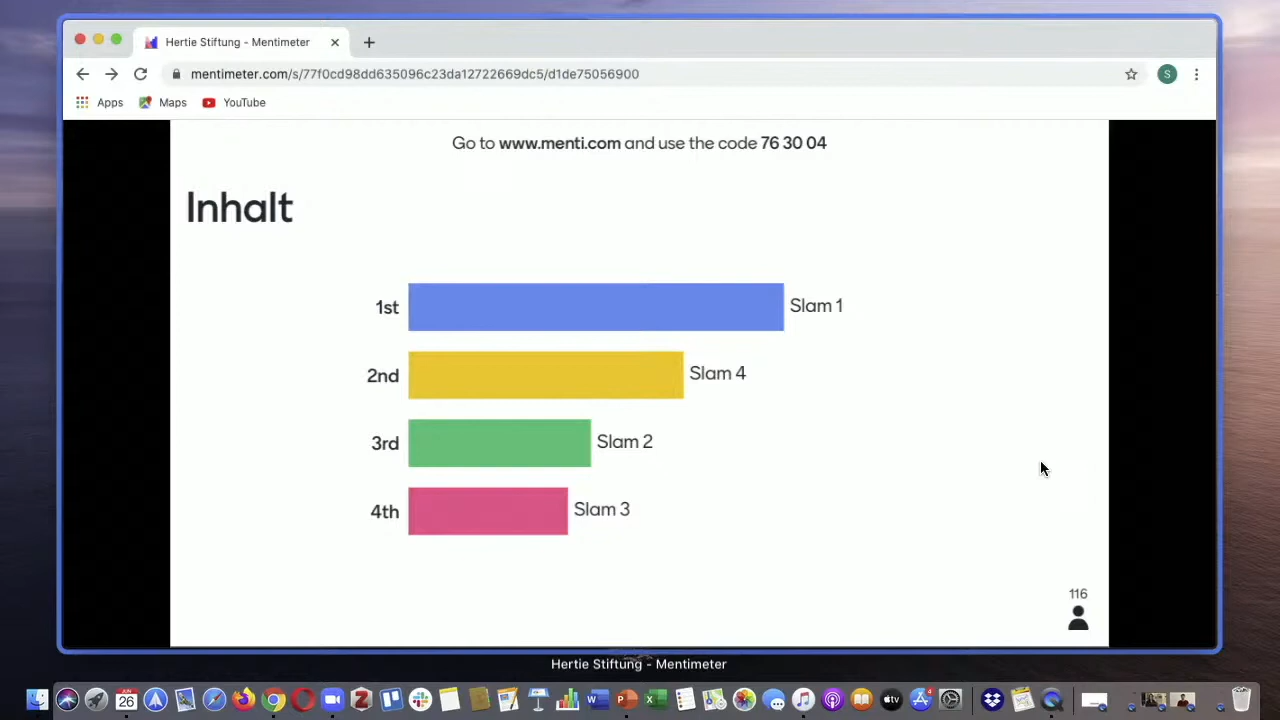 Hertie Stiftung - Mentimeter
mentimeter.com/s/77f0cd98dd635096c23da12722669dc5/d1de75056900
S
Apps Maps YouTube
Go to www.menti.com and use the code 76 30 04
Inhalt
1st Slam 1
2nd Slam 4
3rd Slam 2
4th Slam 3
116
Hertie Stiftung - Mentimeter
26
tv
4